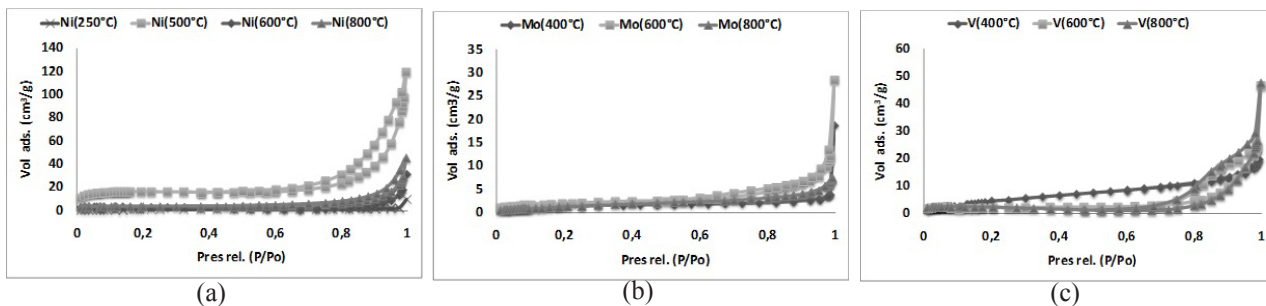 Ni(250°C) Ni(500°C) Ni(600°C) Ni(800°C)
Vol ads. (cm³/g)
140
120
100
80
60
40
20
0
0 0,2 0,4 0,6 0,8 1
Pres rel. (P/Po)
(a)
Mo(400°C) Mo(600°C) Mo(800°C)
Vol ads. (cm3/g)
35
30
25
20
15
10
5
0
0 0,2 0,4 0,6 0,8 1
Pres rel. (P/Po)
(b)
V(400°C) V(600°C) V(800°C)
Vol ads. (cm³/g)
60
50
40
30
20
10
0
0 0,2 0,4 0,6 0,8 1
Pres rel. (P/Po)
(c)